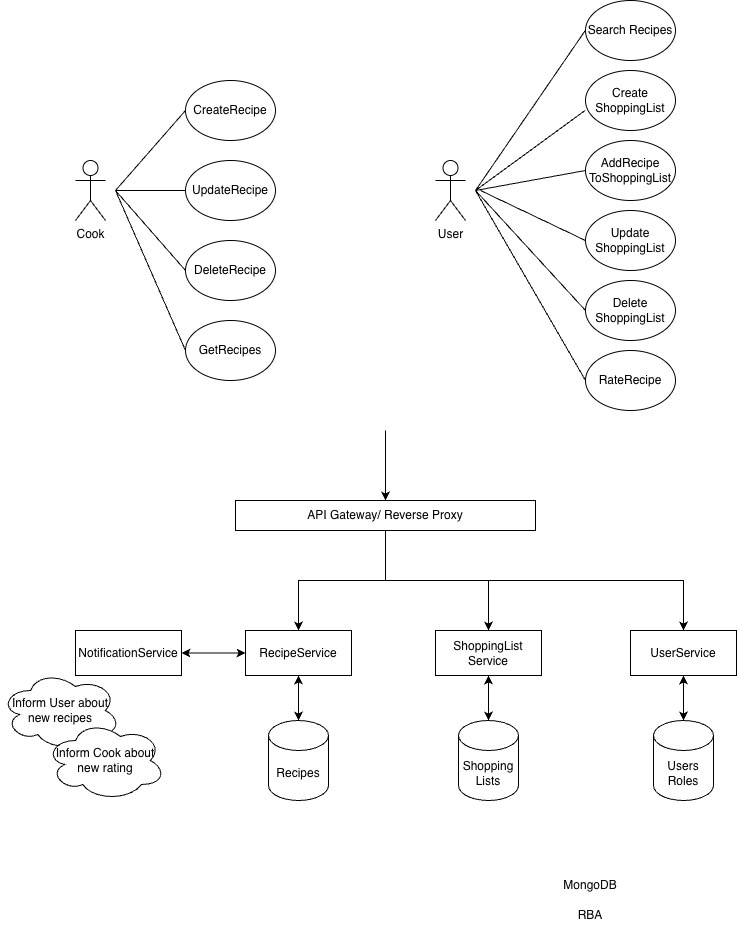 Search Recipes
Create
ShoppingList
CreateRecipe
AddRecipe
ToShoppingList
UpdateRecipe
Cook
User
Update
ShoppingList
DeleteRecipe
Delete
ShoppingList
GetRecipes
RateRecipe
API Gateway/ Reverse Proxy
NotificationService
RecipeService
ShoppingList
Service
UserService
Inform User about
new recipes
Inform Cook about
new rating
Recipes
Shopping
Lists
Users
Roles
MongoDB
RBA